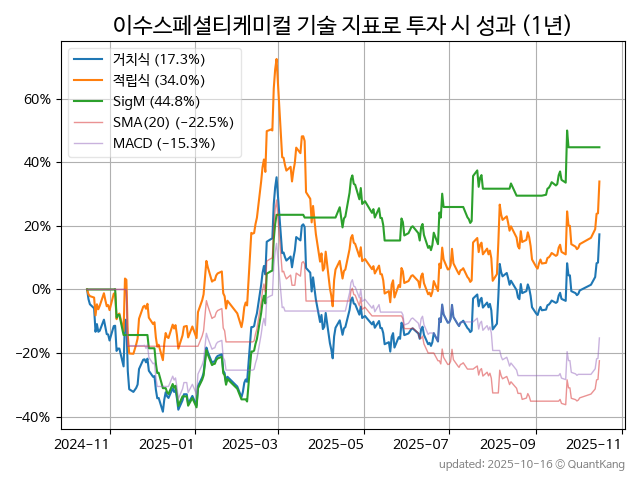 이수스페셜티케미컬 기술 지표로 투자 시 성과 (1년)
거치식 (17.3%)
적립식 (34.0%)
SigM (44.8%)
SMA(20) (−22.5%)
MACD (−15.3%)
60%
40%
20%
0%
−20%
−40%
2024-11 2025-01 2025-03 2025-05 2025-07 2025-09 2025-11
updated: 2025-10-16 © QuantKang